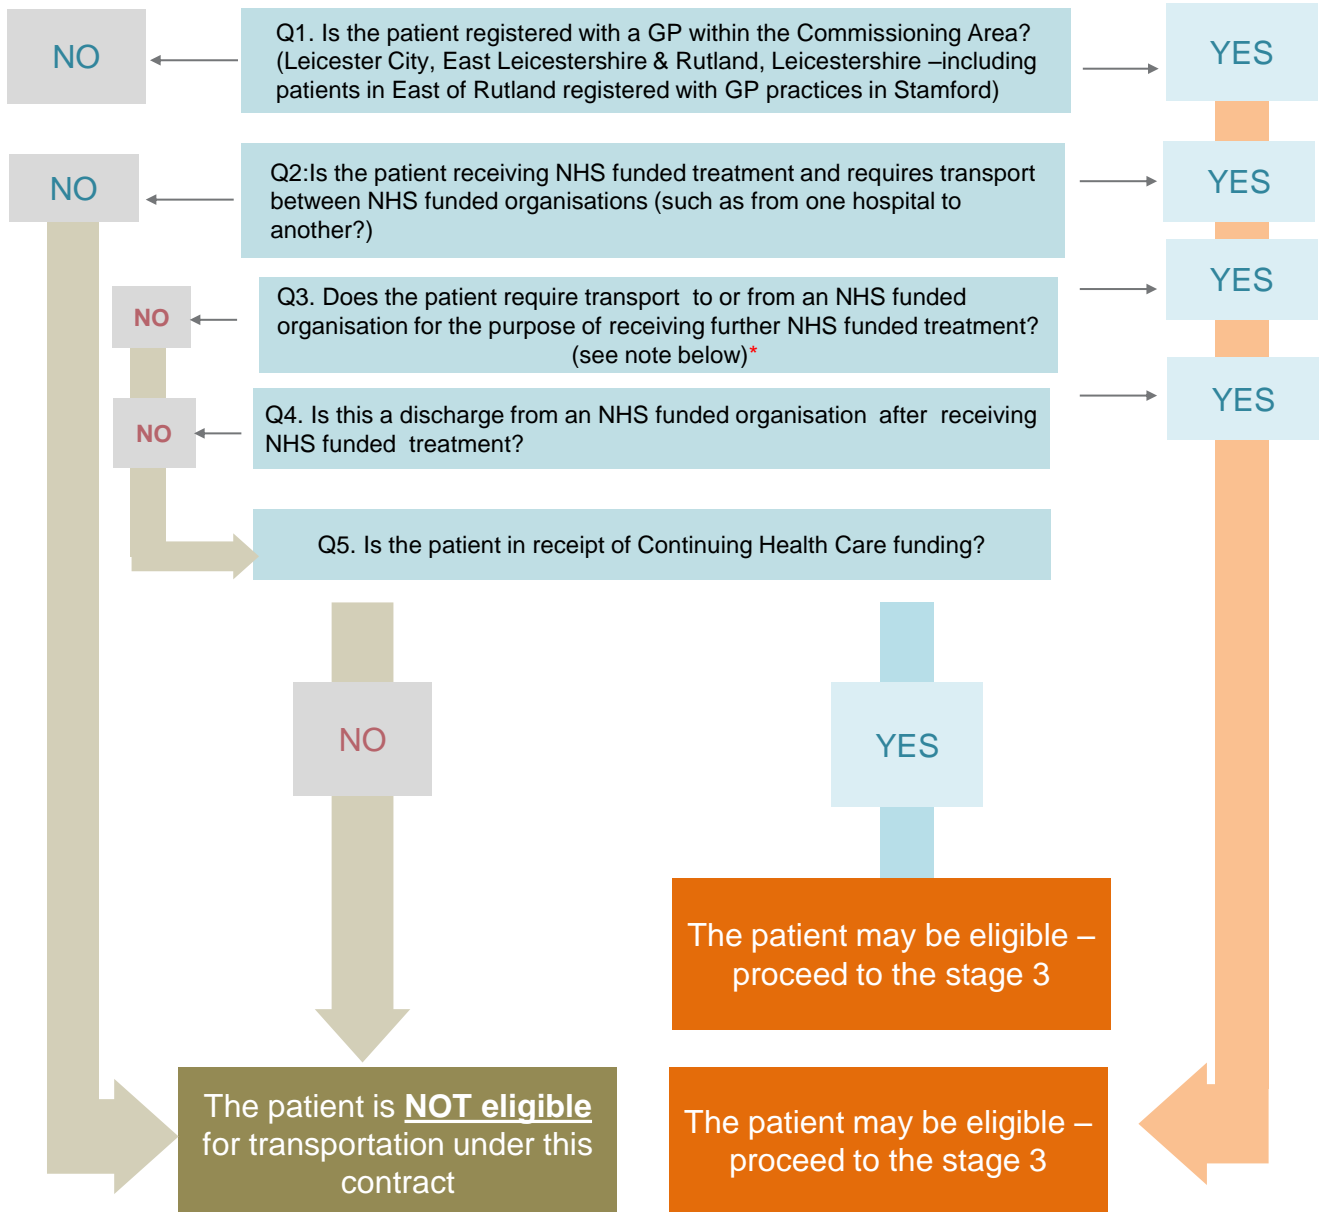 NO
Q1. Is the patient registered with a GP within the Commissioning Area?
(Leicester City, East Leicestershire & Rutland, Leicestershire –including
patients in East of Rutland registered with GP practices in Stamford)
YES
NO
Q2:Is the patient receiving NHS funded treatment and requires transport
between NHS funded organisations (such as from one hospital to
another?)
YES
NO
Q3. Does the patient require transport to or from an NHS funded
organisation for the purpose of receiving further NHS funded treatment?
(see note below)*
YES
NO
Q4. Is this a discharge from an NHS funded organisation after receiving
NHS funded treatment?
YES
Q5. Is the patient in receipt of Continuing Health Care funding?
NO
YES
The patient may be eligible –
proceed to the stage 3
The patient is NOT eligible
for transportation under this
contract
The patient may be eligible –
proceed to the stage 3